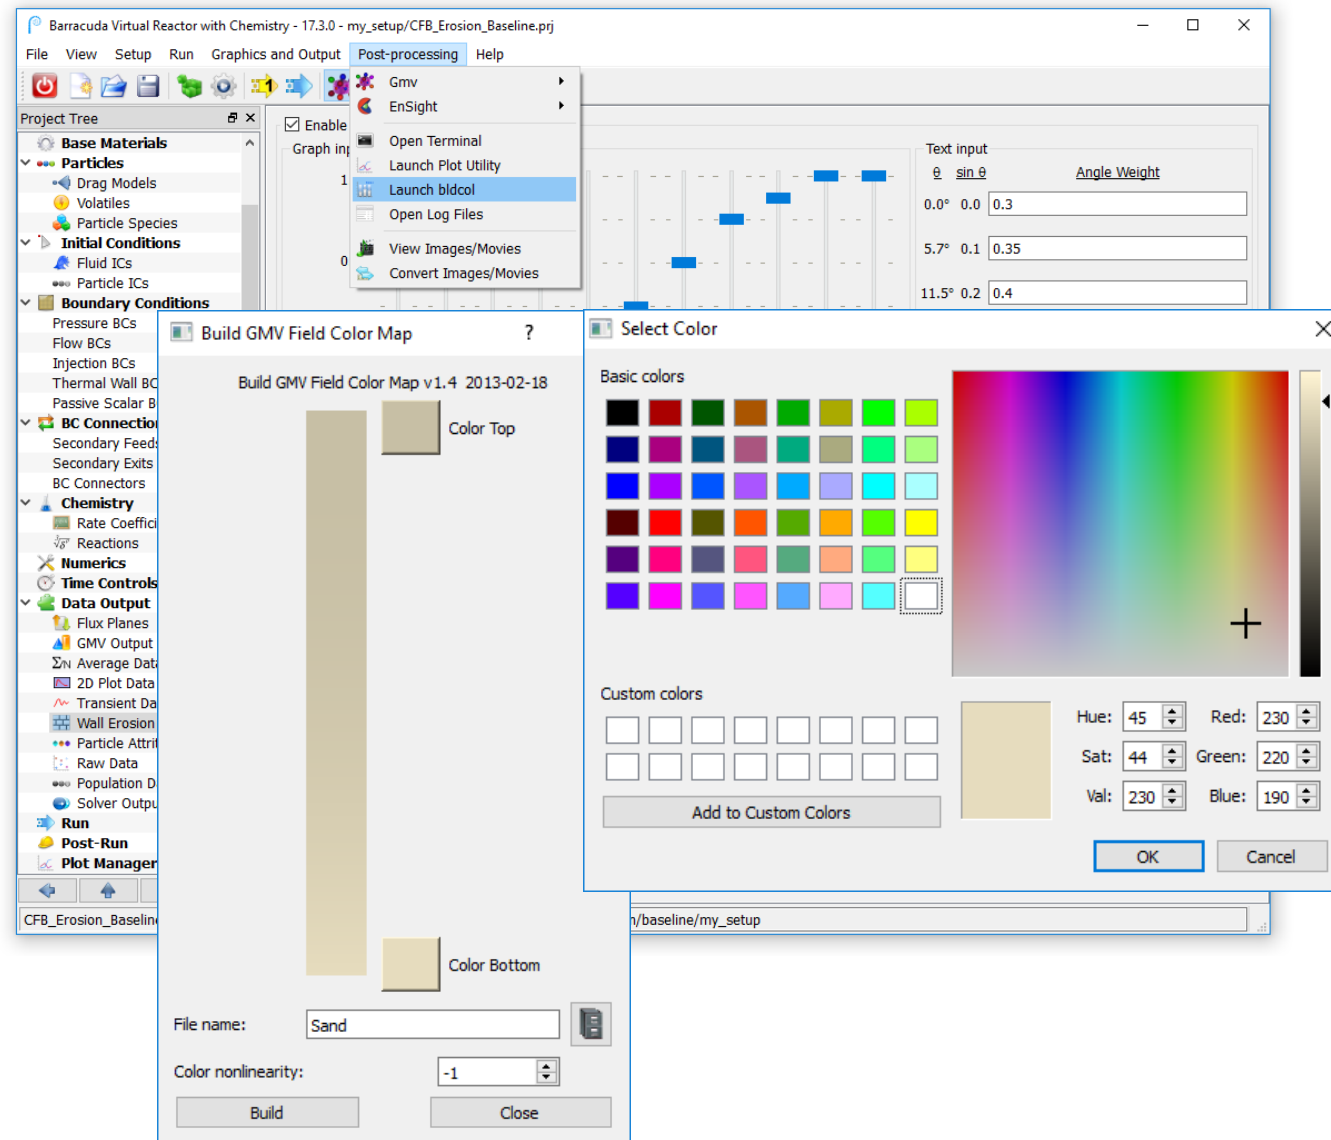 Barracuda Virtual Reactor with Chemistry - 17.3.0 - my_setup/CFB_Erosion_Baseline.prj
File View Setup Run Graphics and Output Post-processing Help
1
Project Tree
Base Materials
Particles
Drag Models
Volatiles
Particle Species
Initial Conditions
Fluid ICs
Particle ICs
Boundary Conditions
Pressure BCs
Flow BCs
Injection BCs
Thermal Wall BC
Passive Scalar B
BC Connectio
Secondary Feed
Secondary Exits
BC Connectors
Chemistry
Rate Coeffici
Reactions
Numerics
Time Controls
Data Output
Flux Planes
GMV Output
Average Dat
2D Plot Data
Transient Da
Wall Erosion
Particle Attri
Raw Data
Population D
Solver Outpu
Run
Post-Run
Plot Manager
CFB_Erosion_Baselin
Gmv
EnSight
Open Terminal
Launch Plot Utility
Launch bldcol
Open Log Files
View Images/Movies
Convert Images/Movies
Enable
Graph inp
1
0
Text input
θ sin θ Angle Weight
0.0° 0.0 0.3
5.7° 0.1 0.35
11.5° 0.2 0.4
n/baseline/my_setup
Build GMV Field Color Map ?
Build GMV Field Color Map v1.4 2013-02-18
Color Top
Color Bottom
File name: Sand
Color nonlinearity: -1
Build Close
Select Color
Basic colors
Custom colors
Add to Custom Colors
Hue: 45 Red: 230
Sat: 44 Green: 220
Val: 230 Blue: 190
OK Cancel